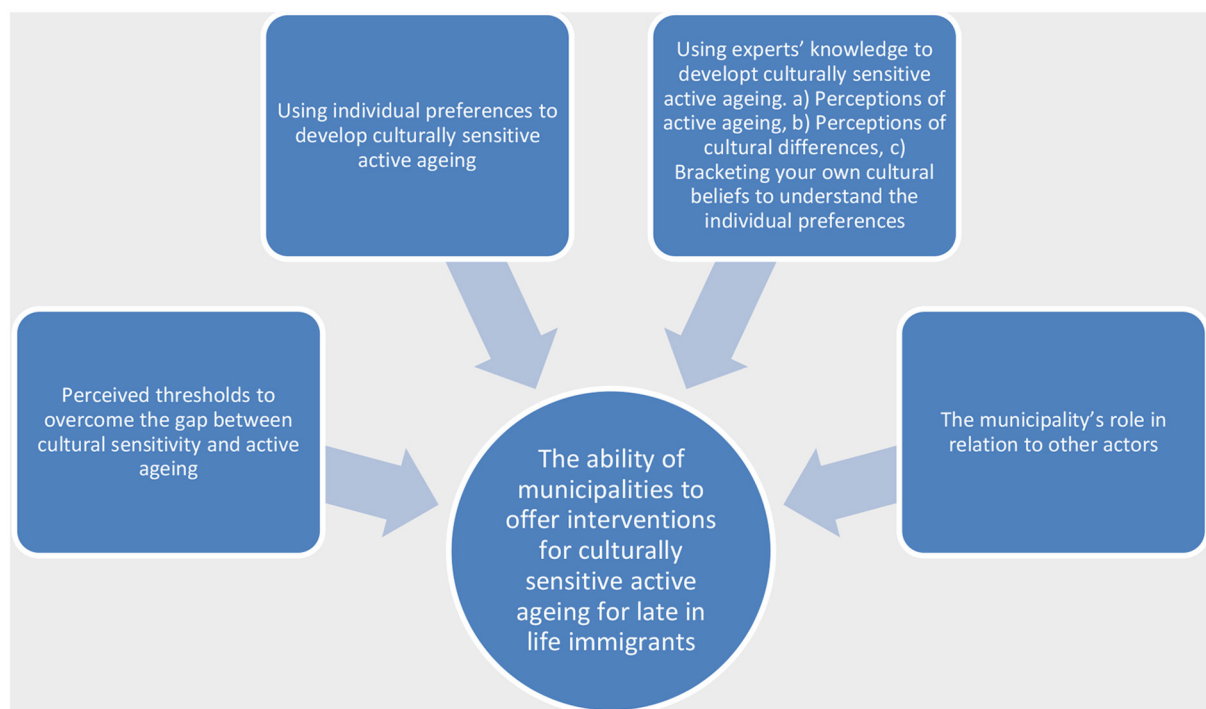 Using individual preferences to
develop culturally sensitive
active ageing
Using experts’ knowledge to
developt culturally sensitive
active ageing. a) Perceptions of
active ageing, b) Perceptions of
cultural differences, c)
Bracketing your own cultural
beliefs to understand the
individual preferences
Perceived thresholds to
overcome the gap between
cultural sensitivity and active
ageing
The municipality’s role in
relation to other actors
The ability of
municipalities to
offer interventions
for culturally
sensitive active
ageing for late in
life immigrants